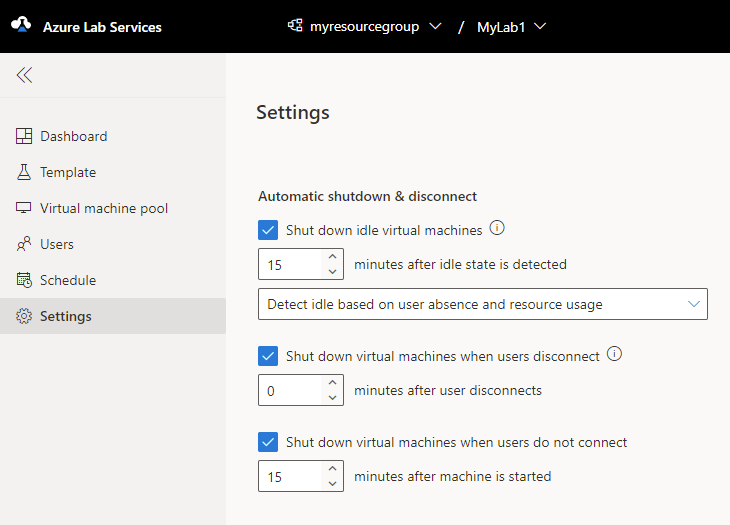 Azure Lab Services
myresourcegroup / MyLab1
Settings
Dashboard
Template
Virtual machine pool
Users
Schedule
Settings
Automatic shutdown & disconnect
Shut down idle virtual machines
15 minutes after idle state is detected
Detect idle based on user absence and resource usage
Shut down virtual machines when users disconnect
0 minutes after user disconnects
Shut down virtual machines when users do not connect
15 minutes after machine is started